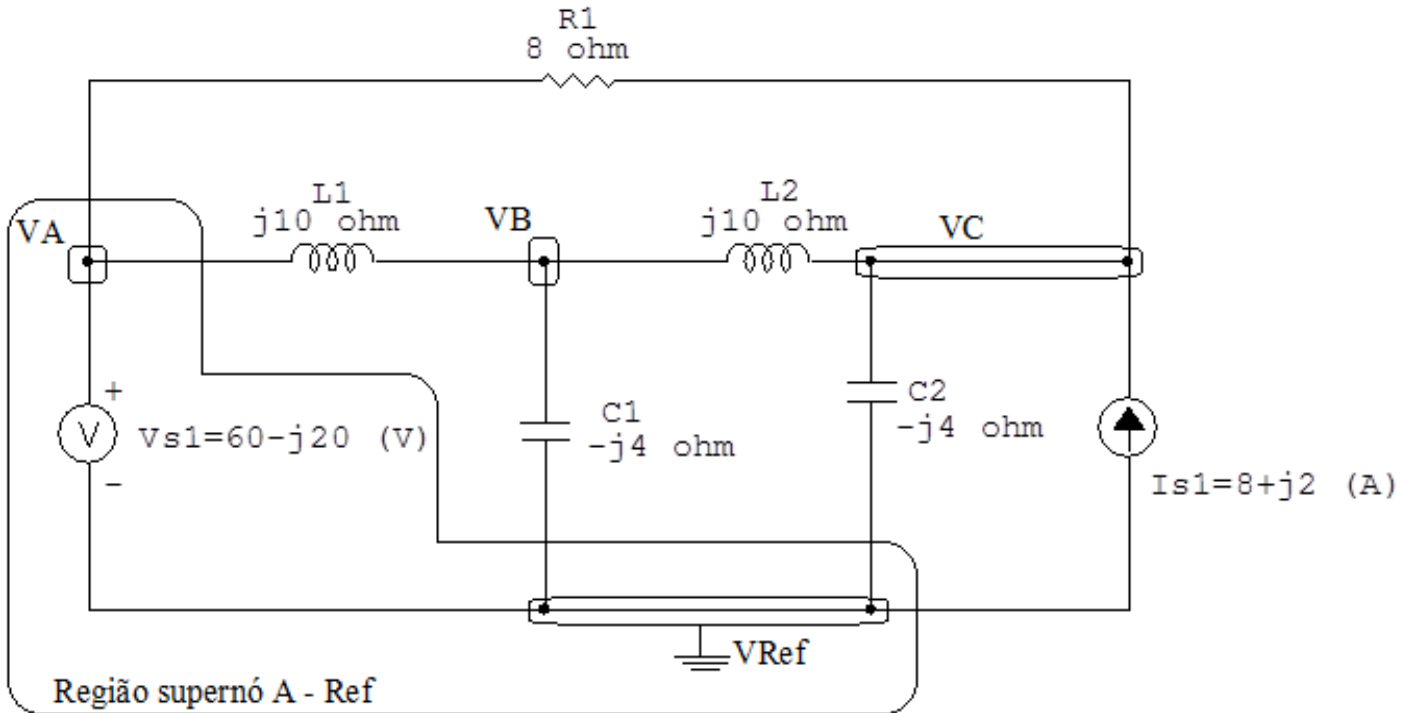 R1
8 ohm
L1
j10 ohm
L2
j10 ohm
VA
VB
VC
+
V
Vs1=60-j20 (V)
-
C1
-j4 ohm
C2
-j4 ohm
Is1=8+j2 (A)
VRef
Região supernó A - Ref